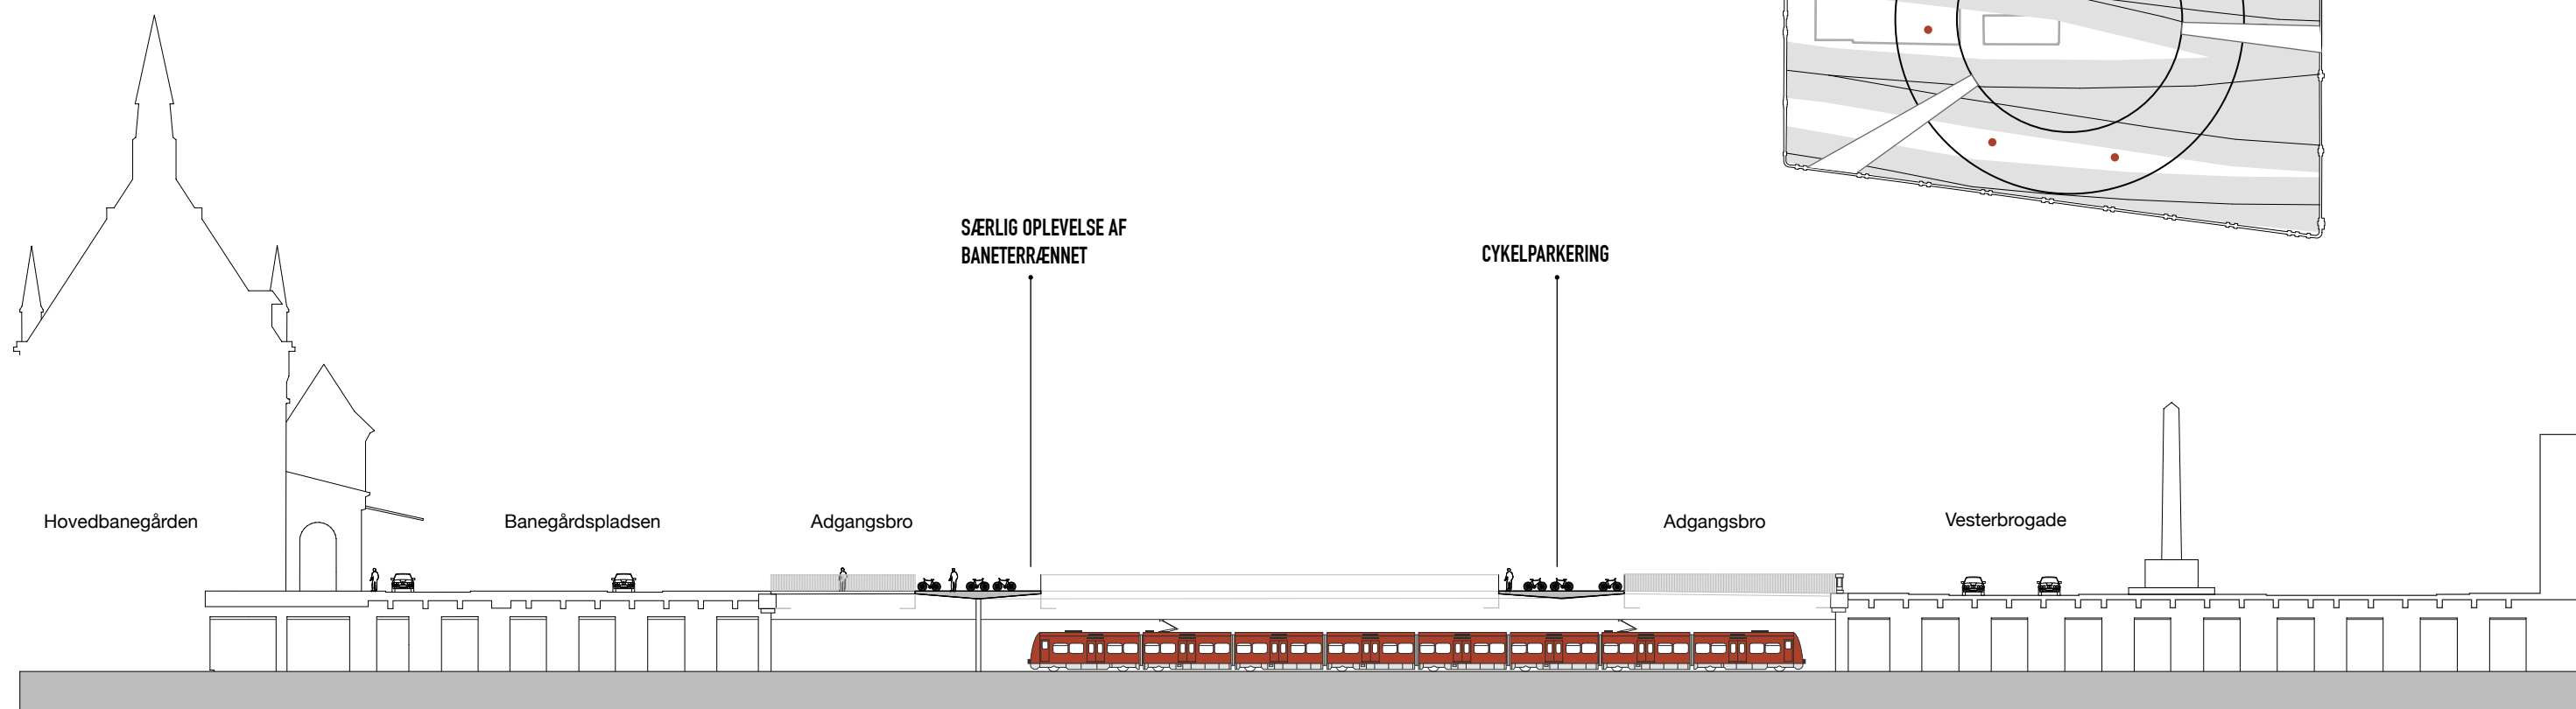 SÆRLIG OPLEVELSE AF
BANETERRÆNNET
CYKELPARKERING
Hovedbanegården
Banegårdspladsen
Adgangsbro
Adgangsbro
Vesterbrogade